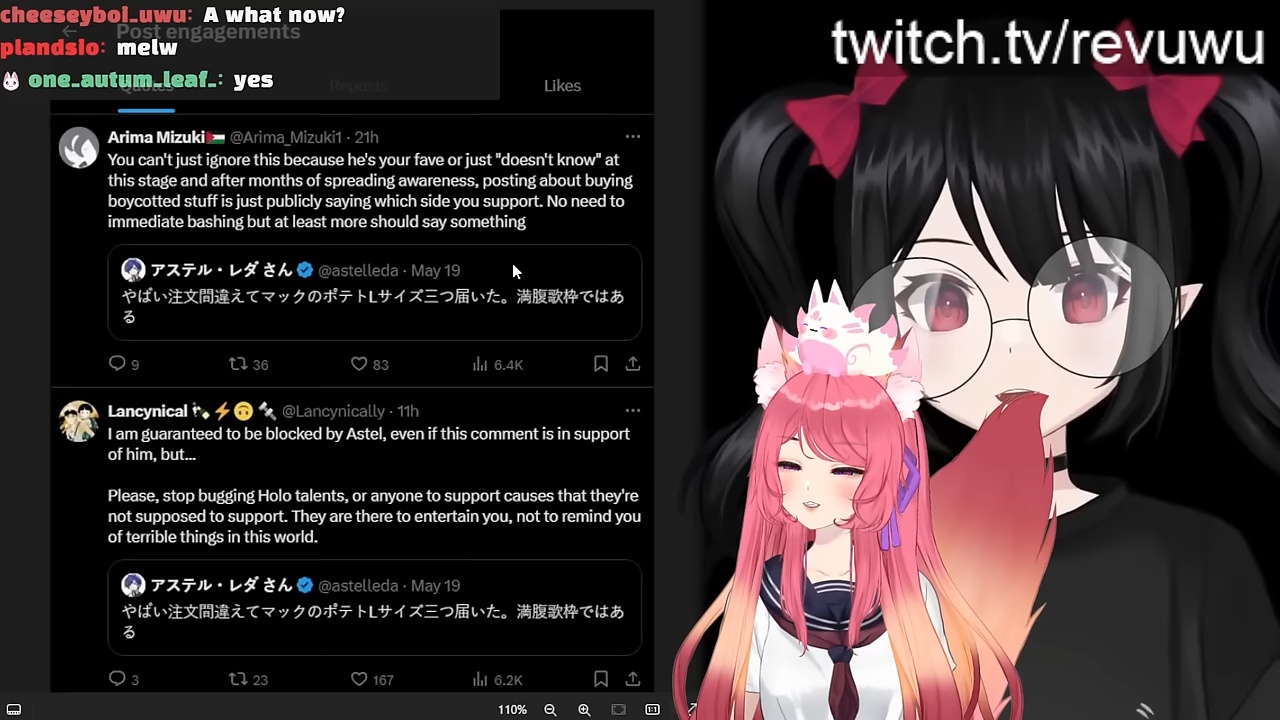 cheeseyboi_uwu: A what now?
plandslo: melw
one_autum_leaf_: yes
Post engagements
Quotes
Reposts
Likes
twitch.tv/revuwu
Arima Mizuki🇵🇸 @Arima_Mizuki1 · 21h
You can't just ignore this because he's your fave or just "doesn't know" at
this stage and after months of spreading awareness, posting about buying
boycotted stuff is just publicly saying which side you support. No need to
immediate bashing but at least more should say something
アステル・レダ さん @astelleda · May 19
やばい注文間違えてマックのポテトLサイズ三つ届いた。満腹歌枠ではあ
る
9 36 83 6.4K
Lancynical ⚡🙃 @Lancynically · 11h
I am guaranteed to be blocked by Astel, even if this comment is in support
of him, but...
Please, stop bugging Holo talents, or anyone to support causes that they're
not supposed to support. They are there to entertain you, not to remind you
of terrible things in this world.
アステル・レダ さん @astelleda · May 19
やばい注文間違えてマックのポテトLサイズ三つ届いた。満腹歌枠ではあ
る
3 23 167 6.2K
110%